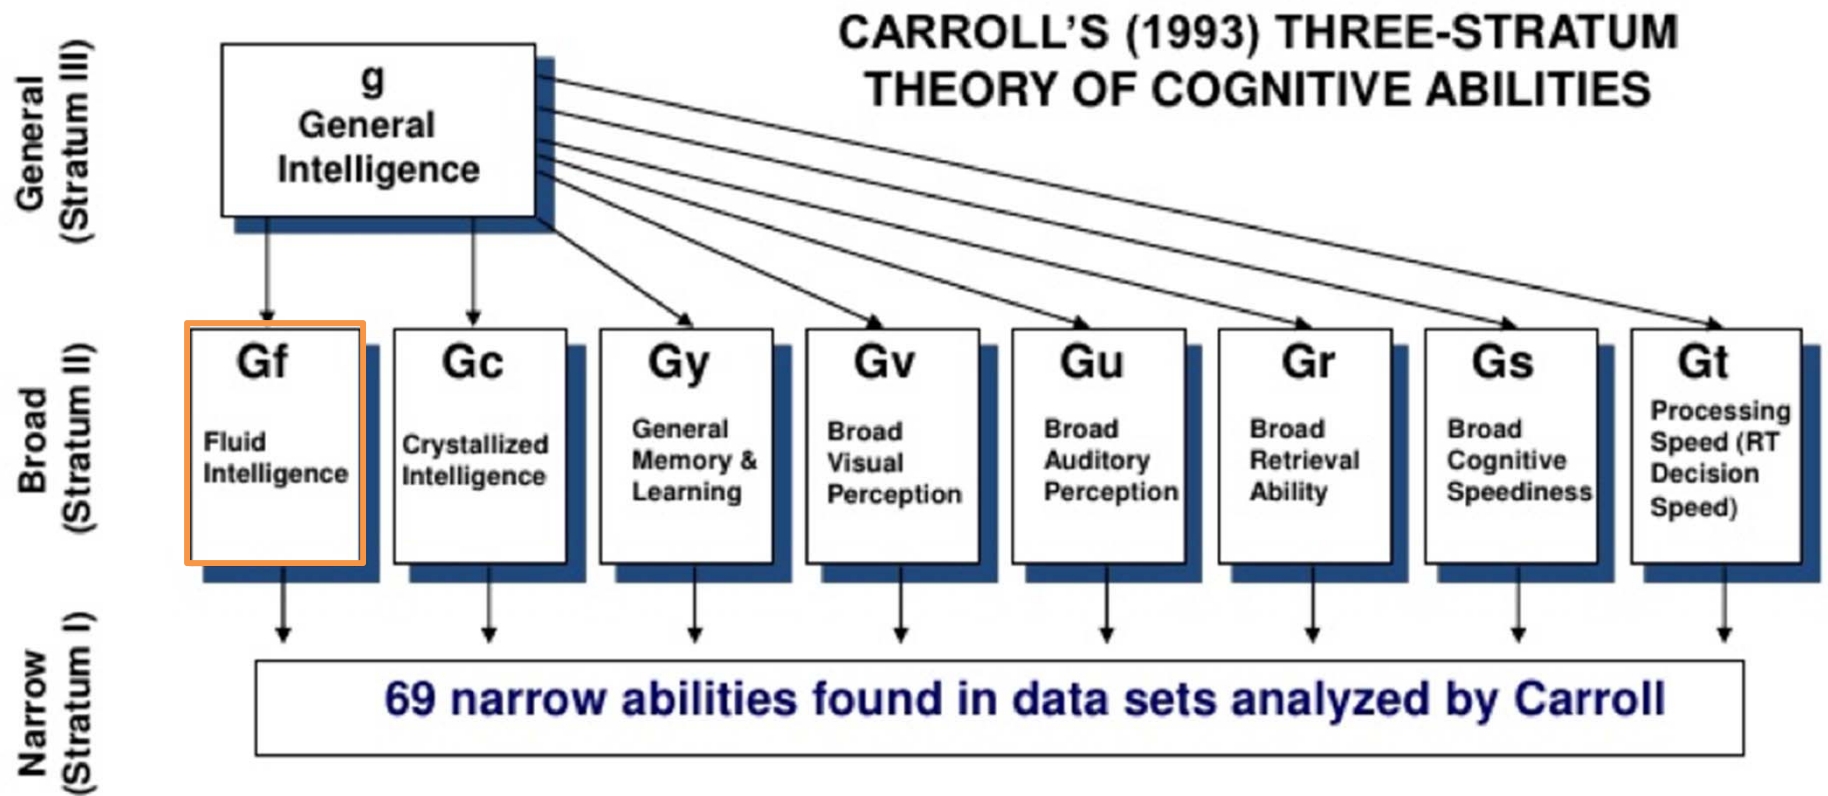 CARROLL'S (1993) THREE-STRATUM
THEORY OF COGNITIVE ABILITIES
General
(Stratum III)
g
General
Intelligence
Broad
(Stratum II)
Gf
Fluid
Intelligence
Gc
Crystallized
Intelligence
Gy
General
Memory &
Learning
Gv
Broad
Visual
Perception
Gu
Broad
Auditory
Perception
Gr
Broad
Retrieval
Ability
Gs
Broad
Cognitive
Speediness
Gt
Processing
Speed (RT
Decision
Speed)
Narrow
(Stratum I)
69 narrow abilities found in data sets analyzed by Carroll